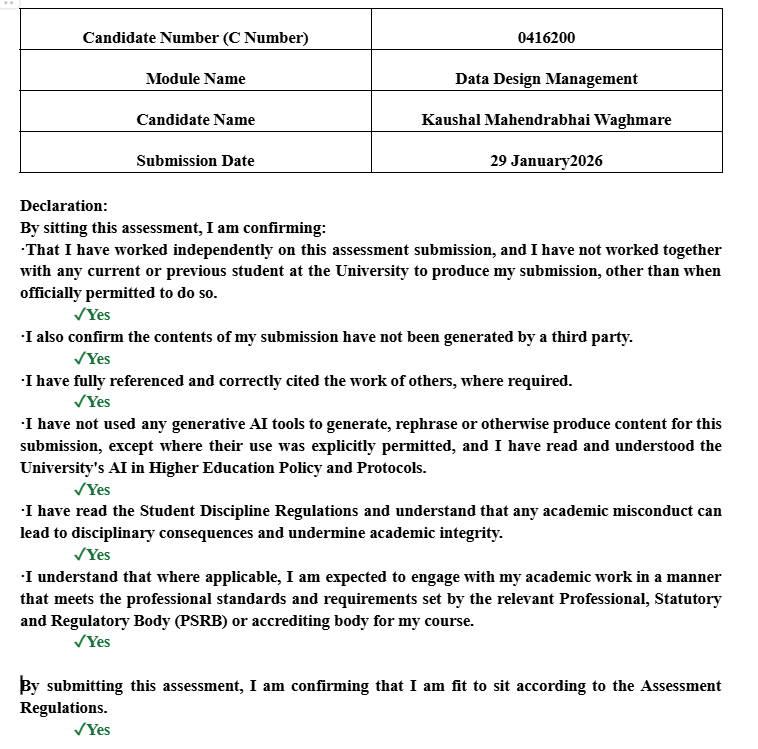 Candidate Number (C Number) 0416200
Module Name Data Design Management
Candidate Name Kaushal Mahendrabhai Waghmare
Submission Date 29 January2026
Declaration:
By sitting this assessment, I am confirming:
·That I have worked independently on this assessment submission, and I have not worked together
with any current or previous student at the University to produce my submission, other than when
officially permitted to do so.
✓Yes
·I also confirm the contents of my submission have not been generated by a third party.
✓Yes
·I have fully referenced and correctly cited the work of others, where required.
✓Yes
·I have not used any generative AI tools to generate, rephrase or otherwise produce content for this
submission, except where their use was explicitly permitted, and I have read and understood the
University's AI in Higher Education Policy and Protocols.
✓Yes
·I have read the Student Discipline Regulations and understand that any academic misconduct can
lead to disciplinary consequences and undermine academic integrity.
✓Yes
·I understand that where applicable, I am expected to engage with my academic work in a manner
that meets the professional standards and requirements set by the relevant Professional, Statutory
and Regulatory Body (PSRB) or accrediting body for my course.
✓Yes
By submitting this assessment, I am confirming that I am fit to sit according to the Assessment
Regulations.
✓Yes